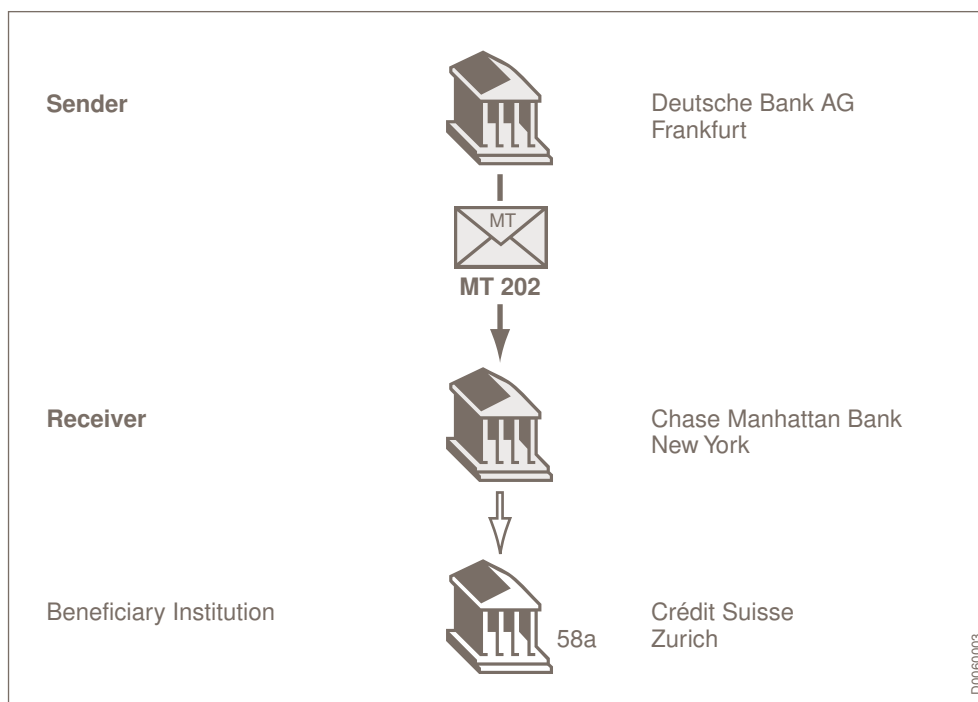 Sender
Deutsche Bank AG
Frankfurt
MT
MT 202
Receiver
Chase Manhattan Bank
New York
Beneficiary Institution
58a
Crédit Suisse
Zurich
D0060003